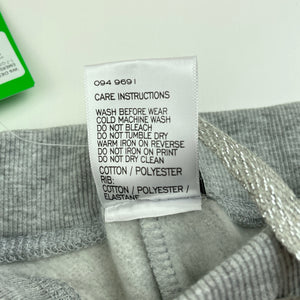 094 9691
CARE INSTRUCTIONS
WASH BEFORE WEAR
COLD MACHINE WASH
DO NOT BLEACH
DO NOT TUMBLE DRY
WARM IRON ON REVERSE
DO NOT IRON ON PRINT
DO NOT DRY CLEAN
COTTON / POLYESTER
RIB:
COTTON / POLYESTER /
ELASTANE